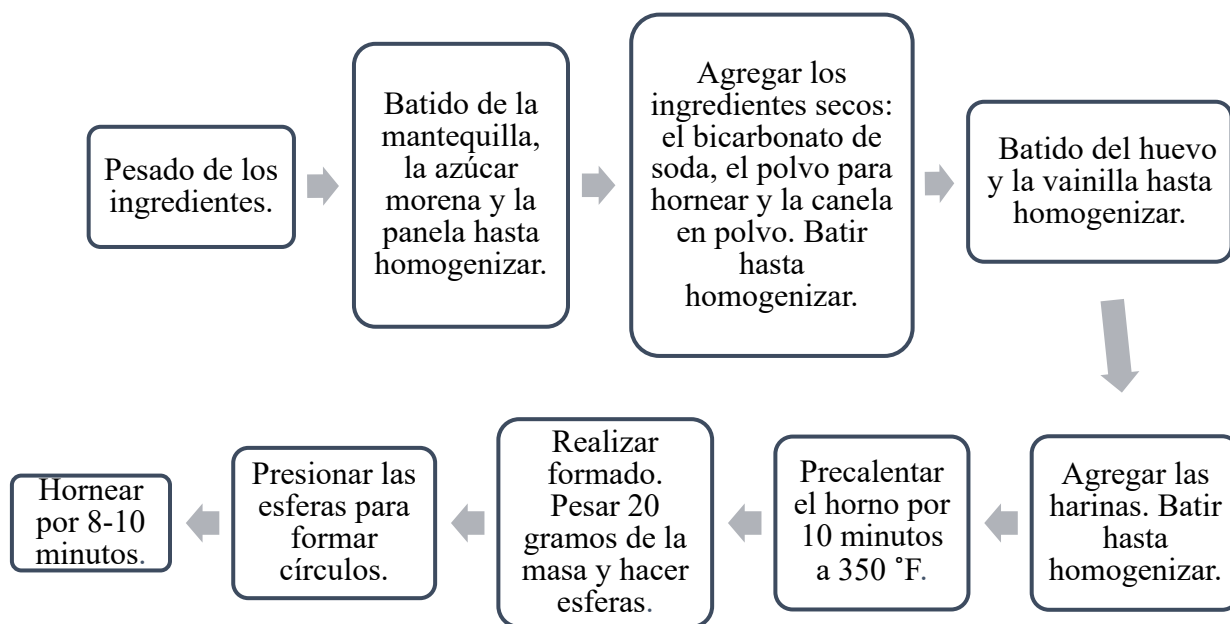 Pesado de los
ingredientes.
Batido de la
mantequilla,
la azúcar
morena y la
panela hasta
homogenizar.
Agregar los
ingredientes secos:
el bicarbonato de
soda, el polvo para
hornear y la canela
en polvo. Batir
hasta
homogenizar.
Batido del huevo
y la vainilla hasta
homogenizar.
Agregar las
harinas. Batir
hasta
homogenizar.
Precalentar
el horno por
10 minutos
a 350 ˚F.
Realizar
formado.
Pesar 20
gramos de la
masa y hacer
esferas.
Presionar las
esferas para
formar
círculos.
Hornear
por 8-10
minutos.